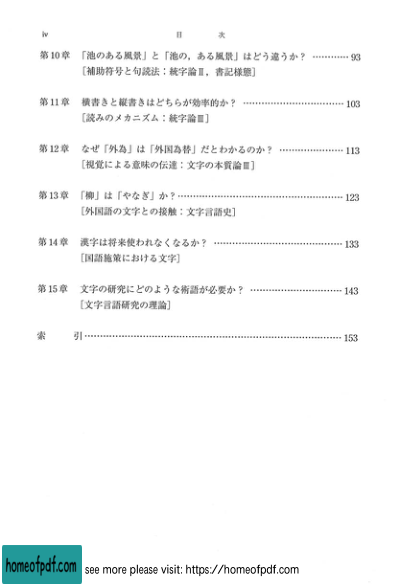 iv 目 次
第10章 「池のある風景」と「池の，ある風景」はどう違うか？ ………… 93
［補助符号と句読法：統字論Ⅱ，書記様態］
第11章 横書きと縦書きはどちらが効率的か？ …………………………… 103
［読みのメカニズム：統字論Ⅲ］
第12章 なぜ「外為」は「外国為替」だとわかるのか？ ………………… 113
［視覚による意味の伝達：文字の本質論Ⅲ］
第13章 「柳」は「やなぎ」か？……………………………………………… 123
［外国語の文字との接触：文字言語史］
第14章 漢字は将来使われなくなるか？ …………………………………… 133
［国語施策における文字］
第15章 文字の研究にどのような術語が必要か？ ………………………… 143
［文字言語研究の理論］
索 引………………………………………………………………………… 153
homeofpdf.com see more please visit: https://homeofpdf.com